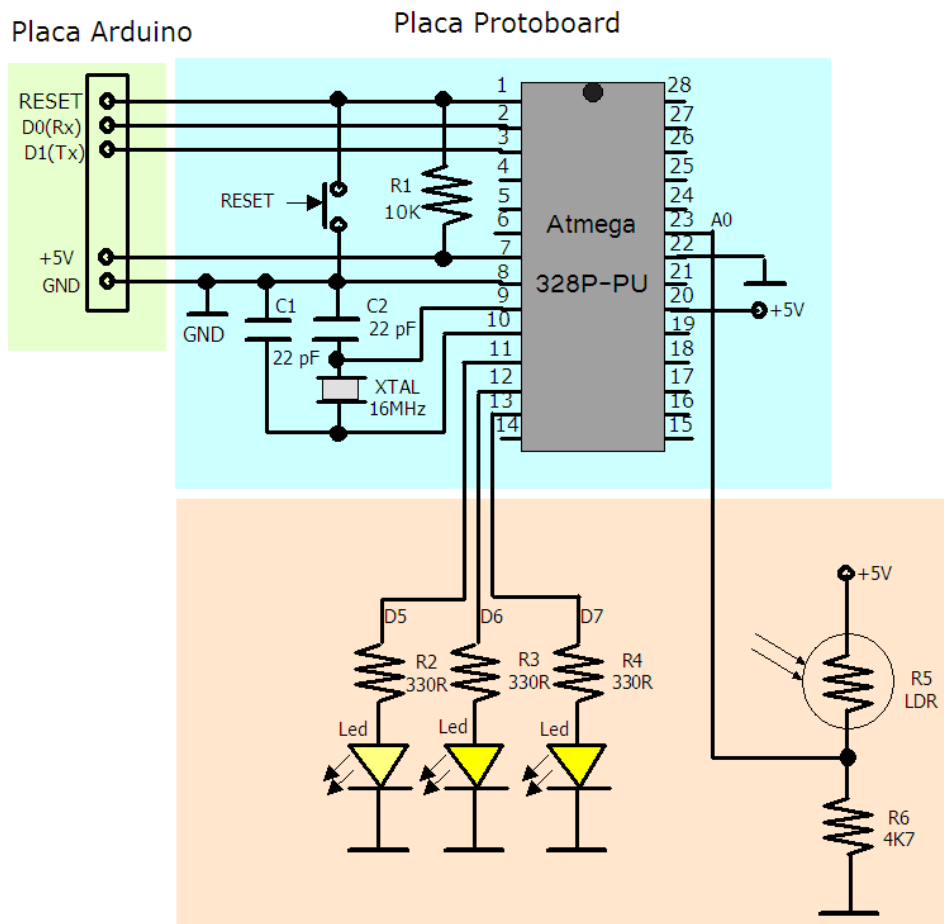 Placa Arduino
Placa Protoboard
RESET
D0(Rx)
D1(Tx)
+5V
GND
RESET
R1
10K
GND
C1
22 pF
C2
22 pF
XTAL
16MHz
1
2
3
4
5
6
7
8
9
10
11
12
13
14
Atmega
328P-PU
28
27
26
25
24
23
22
21
20
19
18
17
16
15
A0
+5V
D5
D6
D7
R2
330R
R3
330R
R4
330R
Led
Led
Led
+5V
R5
LDR
R6
4K7